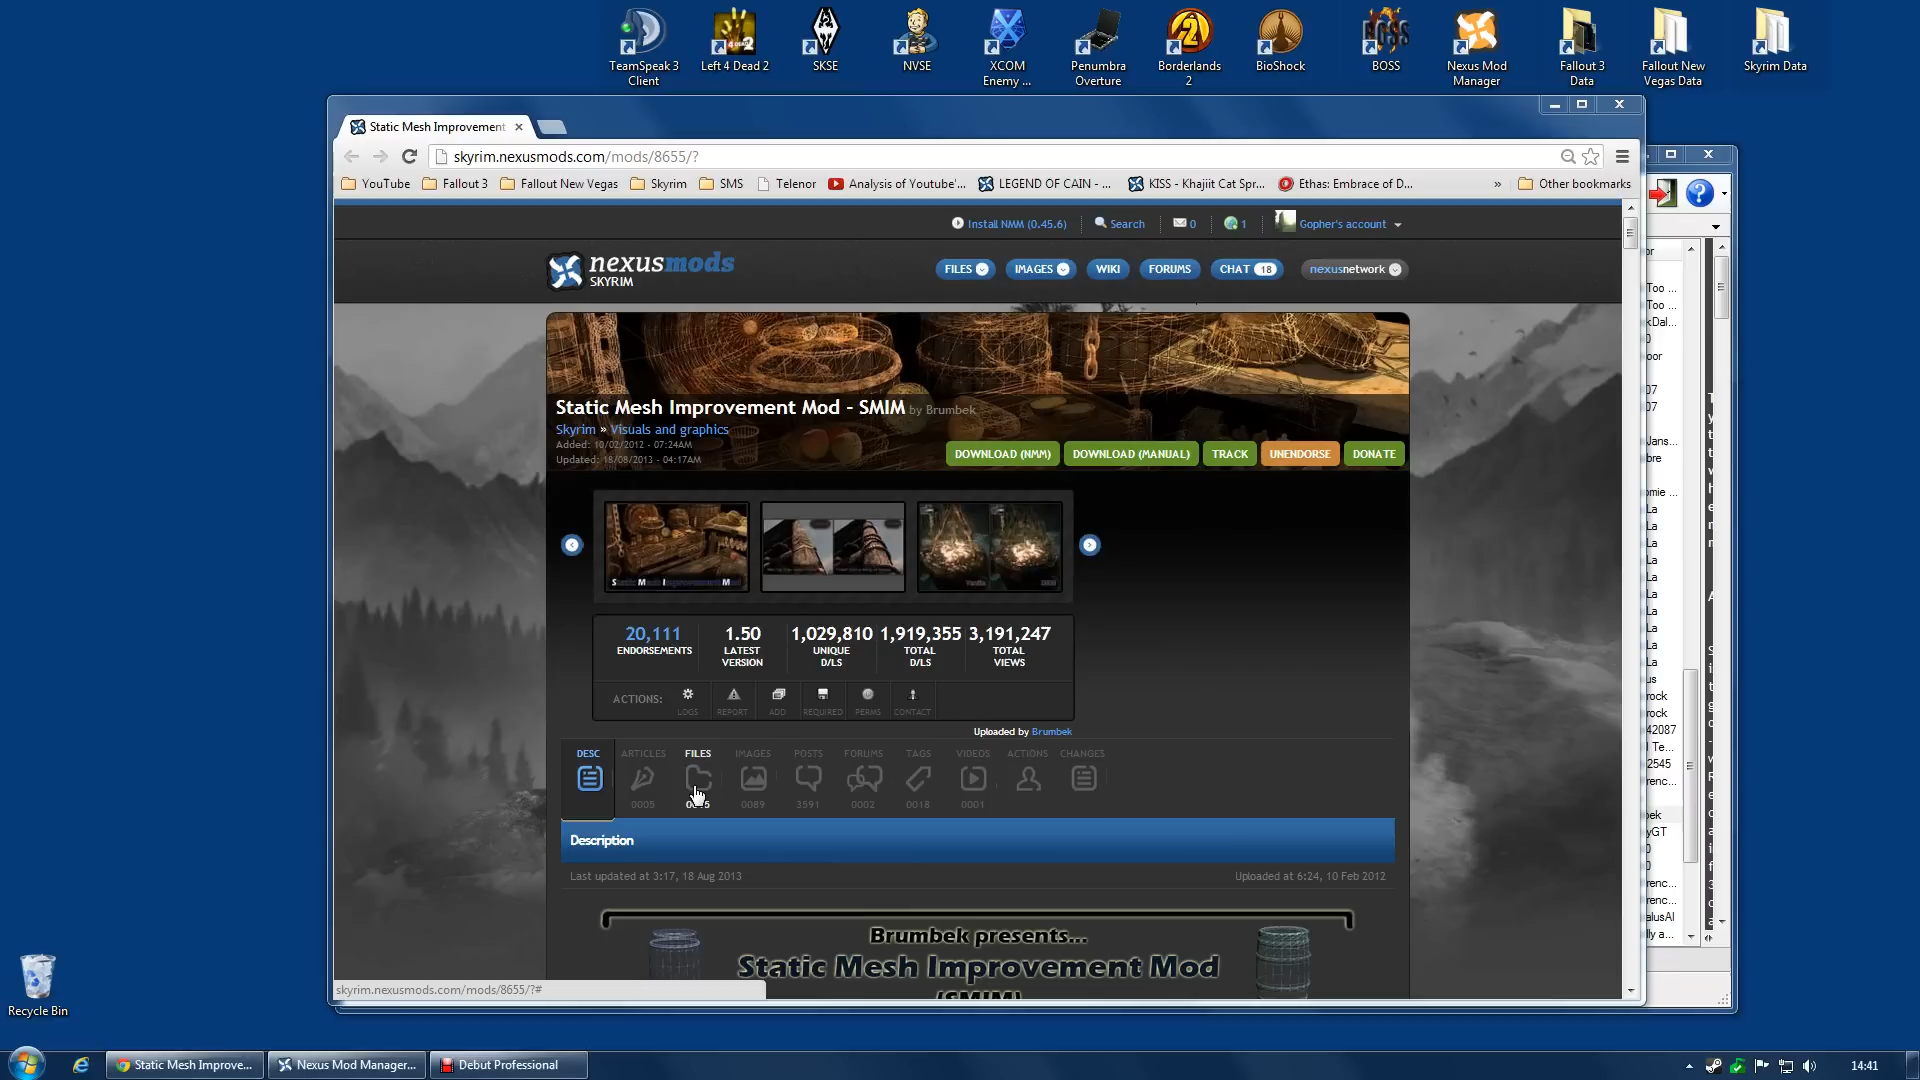 TeamSpeak 3 Client
Left 4 Dead 2
SKSE
NVSE
XCOM Enemy ...
Penumbra Overture
Borderlands 2
BioShock
BOSS
Nexus Mod Manager
Fallout 3 Data
Fallout New Vegas Data
Skyrim Data
Static Mesh Improvement
skyrim.nexusmods.com/mods/8655/?
YouTube
Fallout 3
Fallout New Vegas
Skyrim
SMS
Telenor
Analysis of Youtube'...
LEGEND OF CAIN - ...
KISS - Khajiit Cat Spr...
Ethas: Embrace of D...
»
Other bookmarks
Install NMM (0.45.6)
Search
0
1
Gopher's account
nexusmods
SKYRIM
FILES
IMAGES
WIKI
FORUMS
CHAT 18
nexusnetwork
Static Mesh Improvement Mod - SMIM by Brumbek
Skyrim » Visuals and graphics
Added: 10/02/2012 - 07:24AM
Updated: 18/08/2013 - 04:17AM
DOWNLOAD (NMM)
DOWNLOAD (MANUAL)
TRACK
UNENDORSE
DONATE
Static Mesh Improvement Mod
20,111 ENDORSEMENTS
1.50 LATEST VERSION
1,029,810 UNIQUE D/LS
1,919,355 TOTAL D/LS
3,191,247 TOTAL VIEWS
ACTIONS:
LOGS
REPORT
ADD
REQUIRED
PERMS
CONTACT
Uploaded by Brumbek
DESC
ARTICLES
FILES
IMAGES
POSTS
FORUMS
TAGS
VIDEOS
ACTIONS
CHANGES
0005
0089
3591
0002
0018
0001
Description
Last updated at 3:17, 18 Aug 2013
Uploaded at 6:24, 10 Feb 2012
Brumbek presents...
Static Mesh Improvement Mod
(SMIM)
skyrim.nexusmods.com/mods/8655/?#
Recycle Bin
Static Mesh Improve...
Nexus Mod Manager...
Debut Professional
14:41